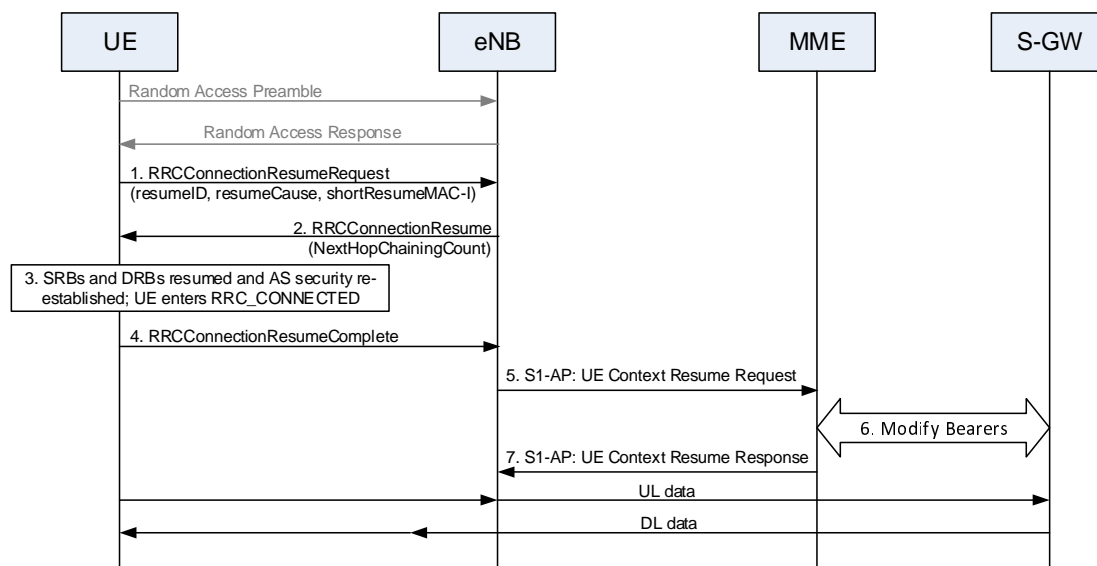 UE
eNB
MME
S-GW
Random Access Preamble
Random Access Response
1. RRCConnectionResumeRequest
(resumeID, resumeCause, shortResumeMAC-I)
2. RRCConnectionResume
(NextHopChainingCount)
3. SRBs and DRBs resumed and AS security re-
established; UE enters RRC_CONNECTED
4. RRCConnectionResumeComplete
5. S1-AP: UE Context Resume Request
6. Modify Bearers
7. S1-AP: UE Context Resume Response
UL data
DL data